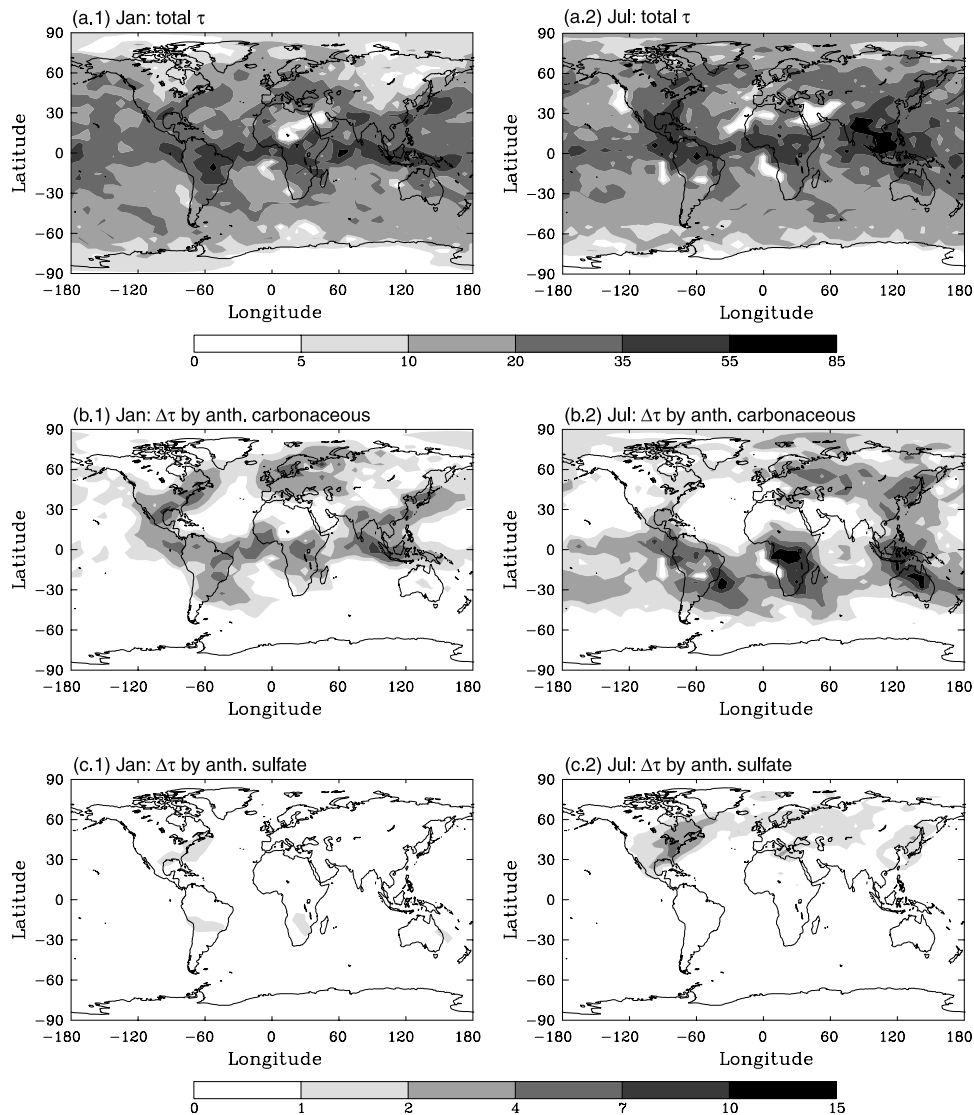 (a.1) Jan: total τ
(a.2) Jul: total τ
90
60
30
0
−30
−60
−90
Latitude
−180 −120 −60 0 60 120 180
Longitude
90
60
30
0
−30
−60
−90
Latitude
−180 −120 −60 0 60 120 180
Longitude
0 5 10 20 35 55 85
(b.1) Jan: Δτ by anth. carbonaceous
(b.2) Jul: Δτ by anth. carbonaceous
90
60
30
0
−30
−60
−90
Latitude
−180 −120 −60 0 60 120 180
Longitude
90
60
30
0
−30
−60
−90
Latitude
−180 −120 −60 0 60 120 180
Longitude
(c.1) Jan: Δτ by anth. sulfate
(c.2) Jul: Δτ by anth. sulfate
90
60
30
0
−30
−60
−90
Latitude
−180 −120 −60 0 60 120 180
Longitude
90
60
30
0
−30
−60
−90
Latitude
−180 −120 −60 0 60 120 180
Longitude
0 1 2 4 7 10 15